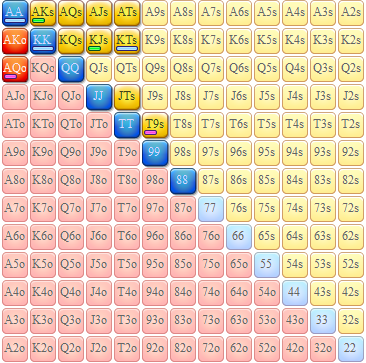 AA AKs AQs AJs ATs A9s A8s A7s A6s A5s A4s A3s A2s
AKo KK KQs KJs KTs K9s K8s K7s K6s K5s K4s K3s K2s
AQo KQo QQ QJs QTs Q9s Q8s Q7s Q6s Q5s Q4s Q3s Q2s
AJo KJo QJo JJ JTs J9s J8s J7s J6s J5s J4s J3s J2s
ATo KTo QTo JTo TT T9s T8s T7s T6s T5s T4s T3s T2s
A9o K9o Q9o J9o T9o 99 98s 97s 96s 95s 94s 93s 92s
A8o K8o Q8o J8o T8o 98o 88 87s 86s 85s 84s 83s 82s
A7o K7o Q7o J7o T7o 97o 87o 77 76s 75s 74s 73s 72s
A6o K6o Q6o J6o T6o 96o 86o 76o 66 65s 64s 63s 62s
A5o K5o Q5o J5o T5o 95o 85o 75o 65o 55 54s 53s 52s
A4o K4o Q4o J4o T4o 94o 84o 74o 64o 54o 44 43s 42s
A3o K3o Q3o J3o T3o 93o 83o 73o 63o 53o 43o 33 32s
A2o K2o Q2o J2o T2o 92o 82o 72o 62o 52o 42o 32o 22